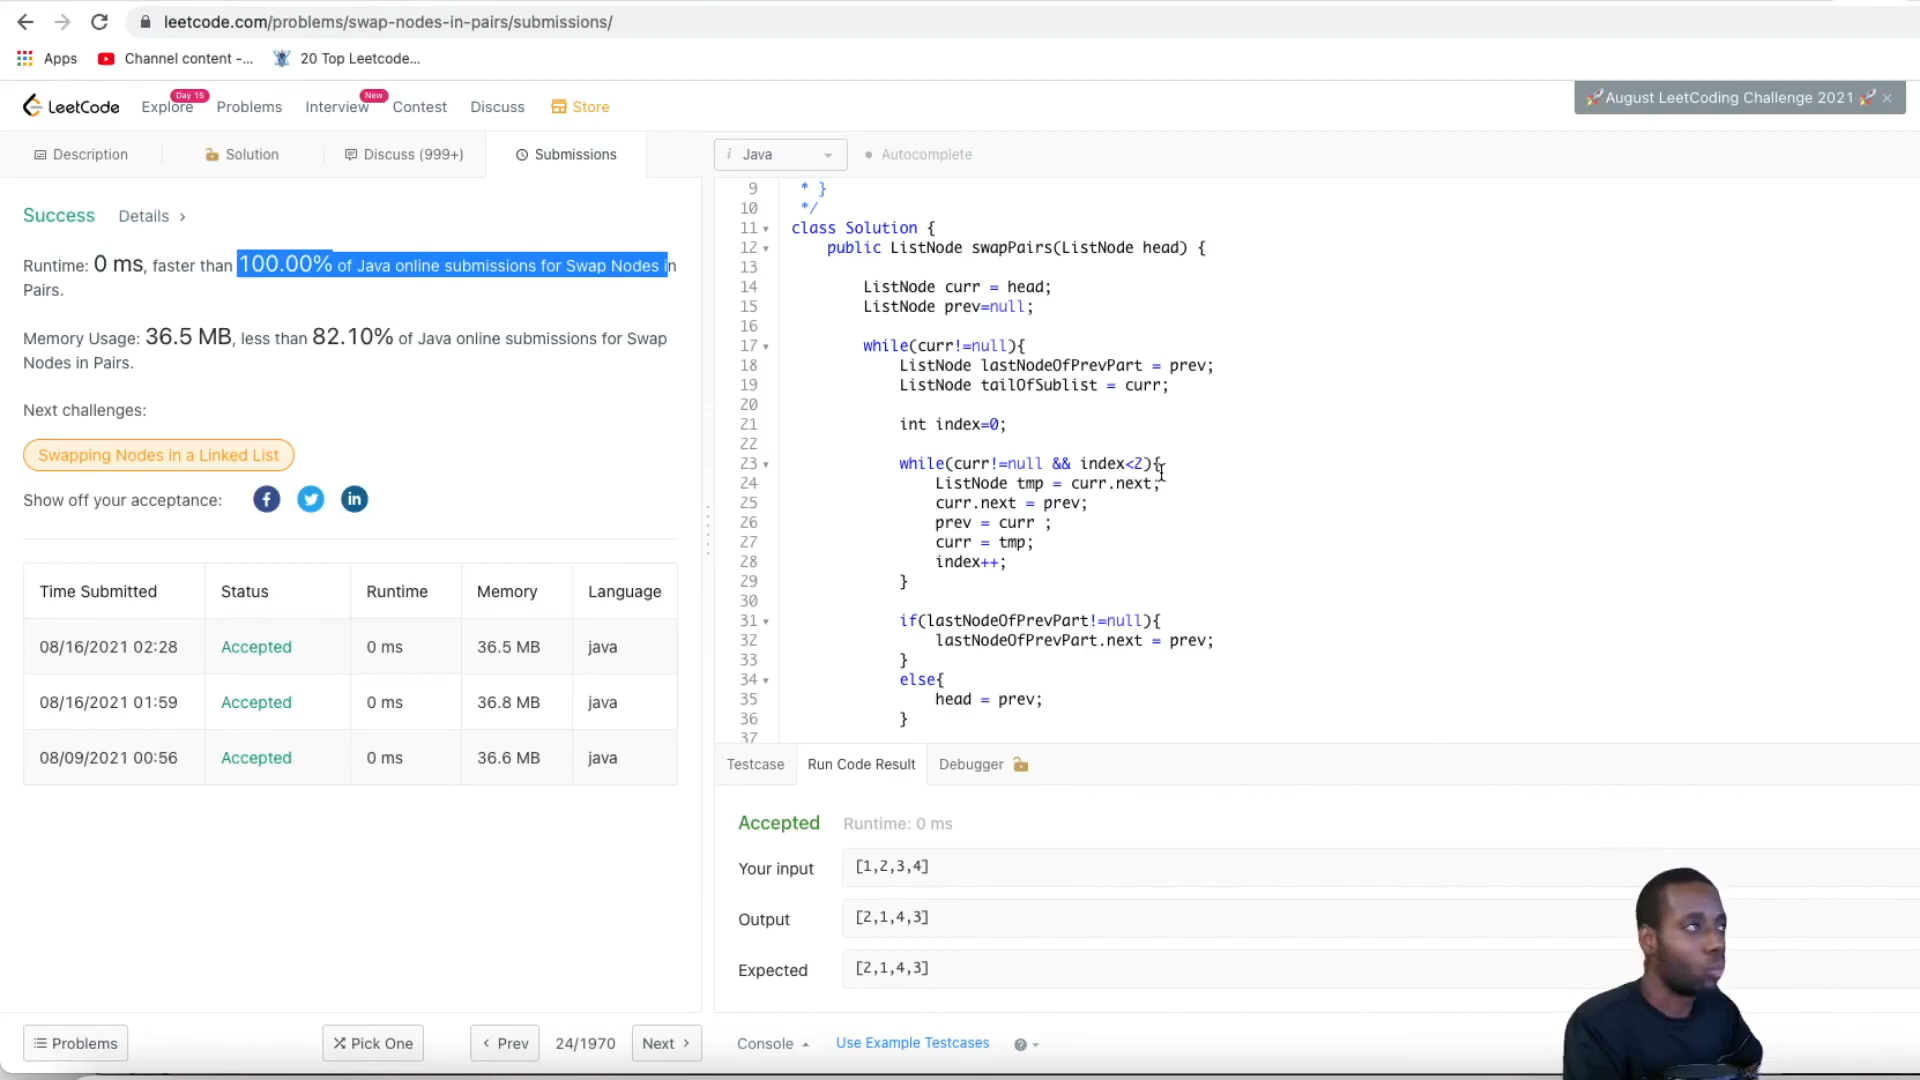 leetcode.com/problems/swap-nodes-in-pairs/submissions/
Apps
Channel content -...
20 Top Leetcode...
LeetCode
Explore
Day 15
Problems
Interview
New
Contest
Discuss
Store
🚀August LeetCoding Challenge 2021 🚀 ×
Description
Solution
Discuss (999+)
Submissions
i Java
Autocomplete
Success
Details >
Runtime: 0 ms, faster than 100.00% of Java online submissions for Swap Nodes in
Pairs.
Memory Usage: 36.5 MB, less than 82.10% of Java online submissions for Swap
Nodes in Pairs.
Next challenges:
Swapping Nodes in a Linked List
Show off your acceptance:
f
in
Time Submitted Status Runtime Memory Language
08/16/2021 02:28 Accepted 0 ms 36.5 MB java
08/16/2021 01:59 Accepted 0 ms 36.8 MB java
08/09/2021 00:56 Accepted 0 ms 36.6 MB java
9 * }
10 */
11 class Solution {
12 public ListNode swapPairs(ListNode head) {
13
14 ListNode curr = head;
15 ListNode prev=null;
16
17 while(curr!=null){
18 ListNode lastNodeOfPrevPart = prev;
19 ListNode tailOfSublist = curr;
20
21 int index=0;
22
23 while(curr!=null && index<2){
24 ListNode tmp = curr.next;
25 curr.next = prev;
26 prev = curr ;
27 curr = tmp;
28 index++;
29 }
30
31 if(lastNodeOfPrevPart!=null){
32 lastNodeOfPrevPart.next = prev;
33 }
34 else{
35 head = prev;
36 }
37
Testcase
Run Code Result
Debugger
Accepted Runtime: 0 ms
Your input [1,2,3,4]
Output [2,1,4,3]
Expected [2,1,4,3]
Problems
Pick One
< Prev
24/1970
Next >
Console
Use Example Testcases
?